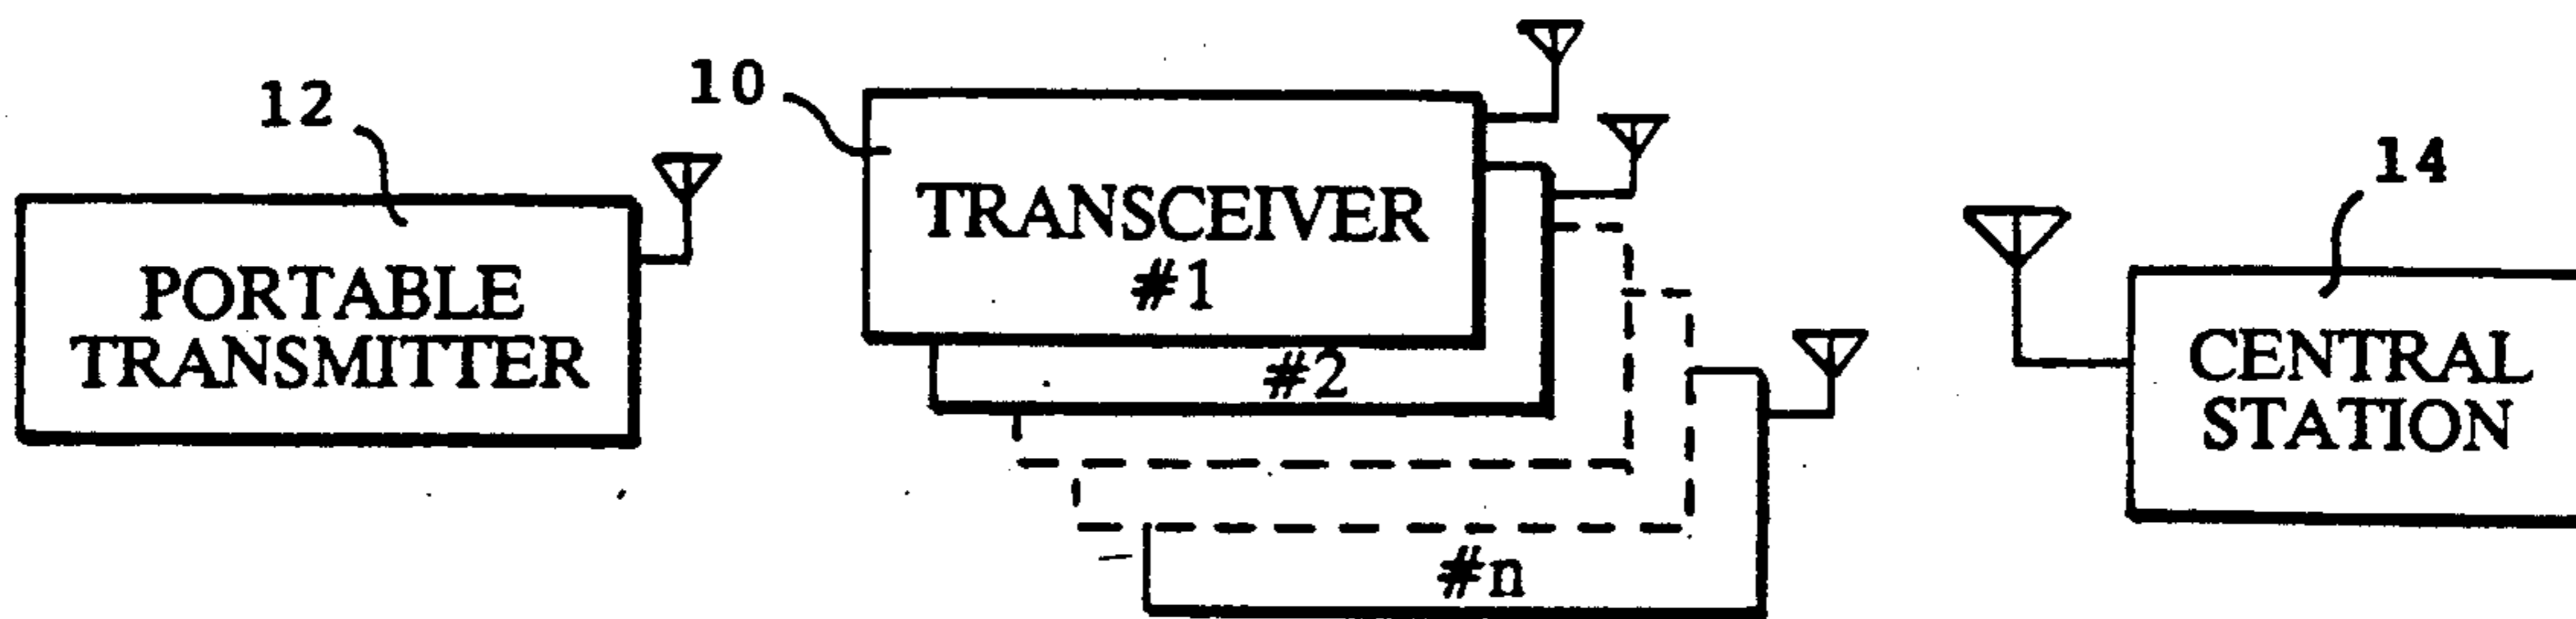 12
PORTABLE
TRANSMITTER
10
TRANSCEIVER
#1
#2
#n
14
CENTRAL
STATION